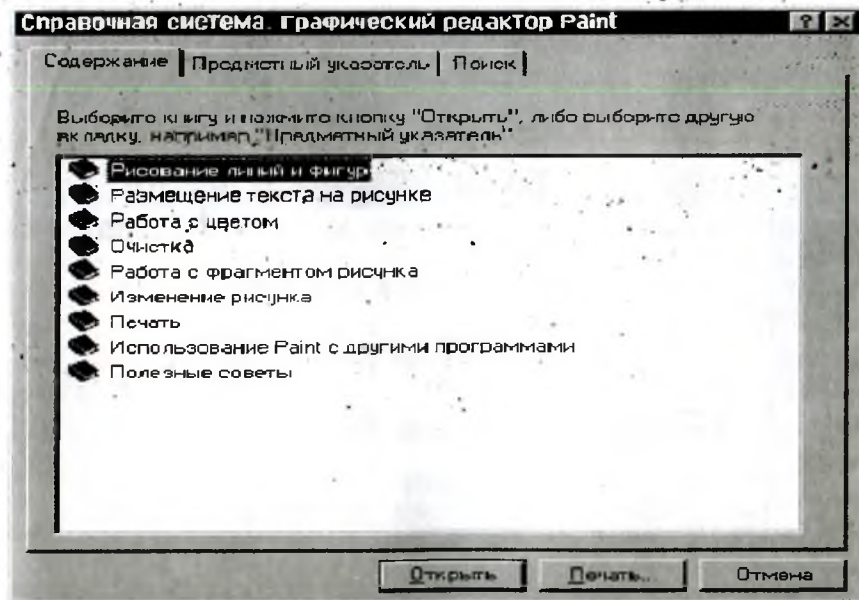 Справочная система. Графический редактор Paint
Содержание Предметный указатель Поиск
Выберите книгу и нажмите кнопку "Открыть", либо выберите другую
вкладку, например, "Предметный указатель"
Рисование линий и фигур
Размещение текста на рисунке
Работа с цветом
Очистка
Работа с фрагментом рисунка
Изменение рисунка
Печать
Использование Paint с другими программами
Полезные советы
Открыть Печать... Отмена